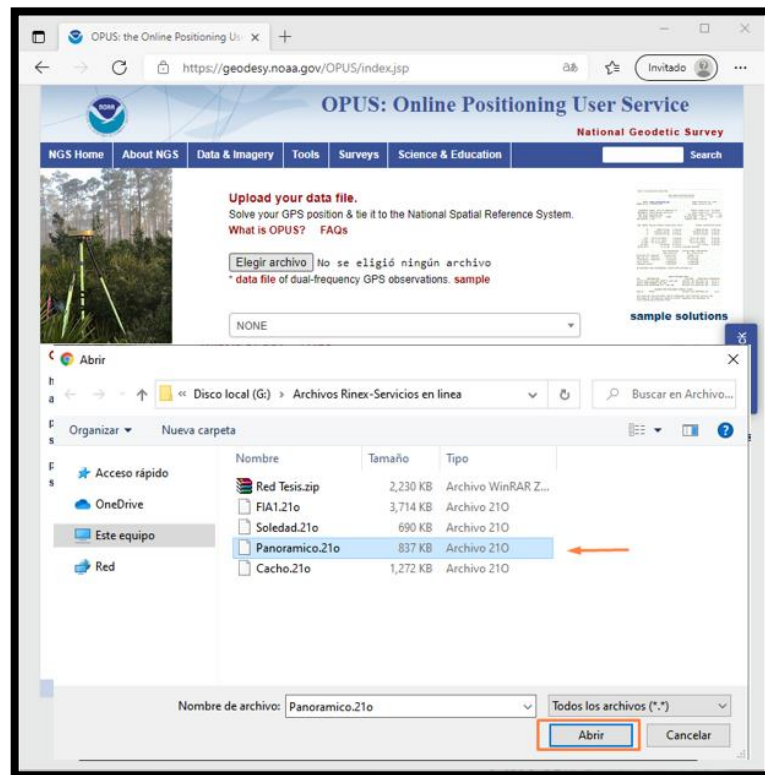 OPUS: the Online Positioning Us
https://geodesy.noaa.gov/OPUS/index.jsp
Invitado
NOAA
OPUS: Online Positioning User Service
National Geodetic Survey
NGS Home About NGS Data & Imagery Tools Surveys Science & Education Search
Upload your data file.
Solve your GPS position & tie it to the National Spatial Reference System.
What is OPUS? FAQs
Elegir archivo No se eligió ningún archivo
* data file of dual-frequency GPS observations. sample
NONE
sample solutions
Abrir
« Disco local (G:) › Archivos Rinex-Servicios en linea
Buscar en Archivo...
Organizar Nueva carpeta
Nombre Tamaño Tipo
Acceso rápido
OneDrive
Este equipo
Red
Red Tesis.zip 2,230 KB Archivo WinRAR Z...
FIA1.21o 3,714 KB Archivo 21O
Soledad.21o 690 KB Archivo 21O
Panoramico.21o 837 KB Archivo 21O
Cacho.21o 1,272 KB Archivo 21O
Nombre de archivo: Panoramico.21o Todos los archivos (*.*)
Abrir Cancelar